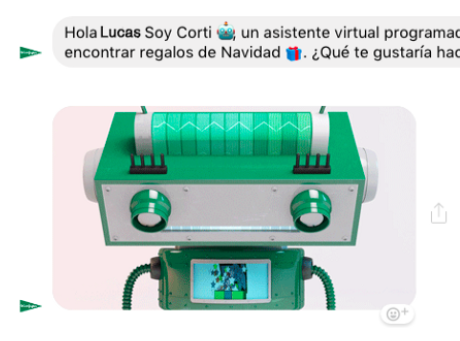 Hola Lucas Soy Corti 🤖, un asistente virtual programad
encontrar regalos de Navidad 🎁. ¿Qué te gustaría hac